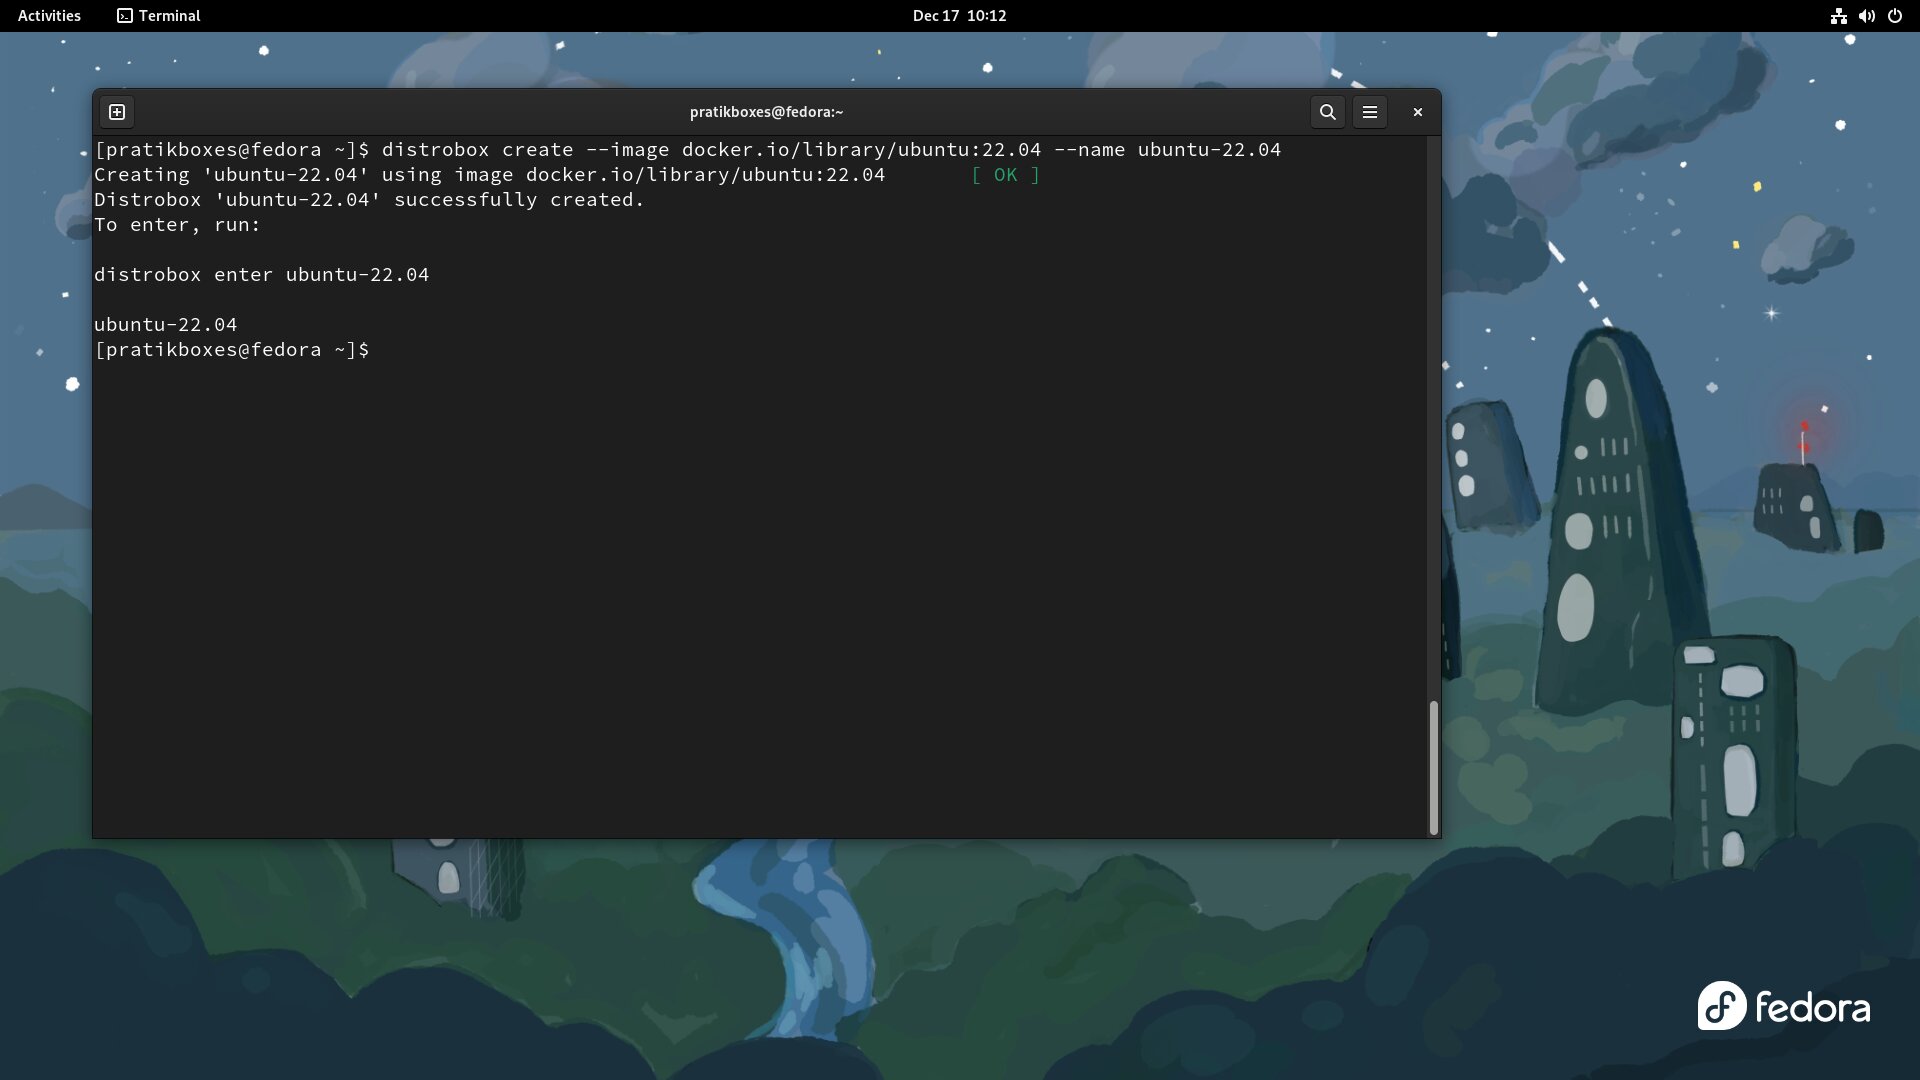 Activities Terminal Dec 17 10:12
pratikboxes@fedora:~
[pratikboxes@fedora ~]$ distrobox create --image docker.io/library/ubuntu:22.04 --name ubuntu-22.04
Creating 'ubuntu-22.04' using image docker.io/library/ubuntu:22.04 [ OK ]
Distrobox 'ubuntu-22.04' successfully created.
To enter, run:
distrobox enter ubuntu-22.04
ubuntu-22.04
[pratikboxes@fedora ~]$
fedora